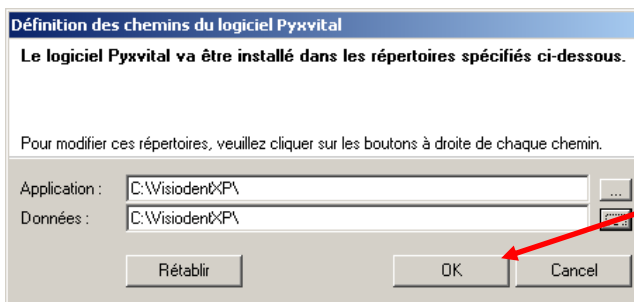 Définition des chemins du logiciel Pyxvital
Le logiciel Pyxvital va être installé dans les répertoires spécifiés ci-dessous.
Pour modifier ces répertoires, veuillez cliquer sur les boutons à droite de chaque chemin.
Application : C:\VisiodentXP\ ...
Données : C:\VisiodentXP\ ...
Rétablir OK Cancel